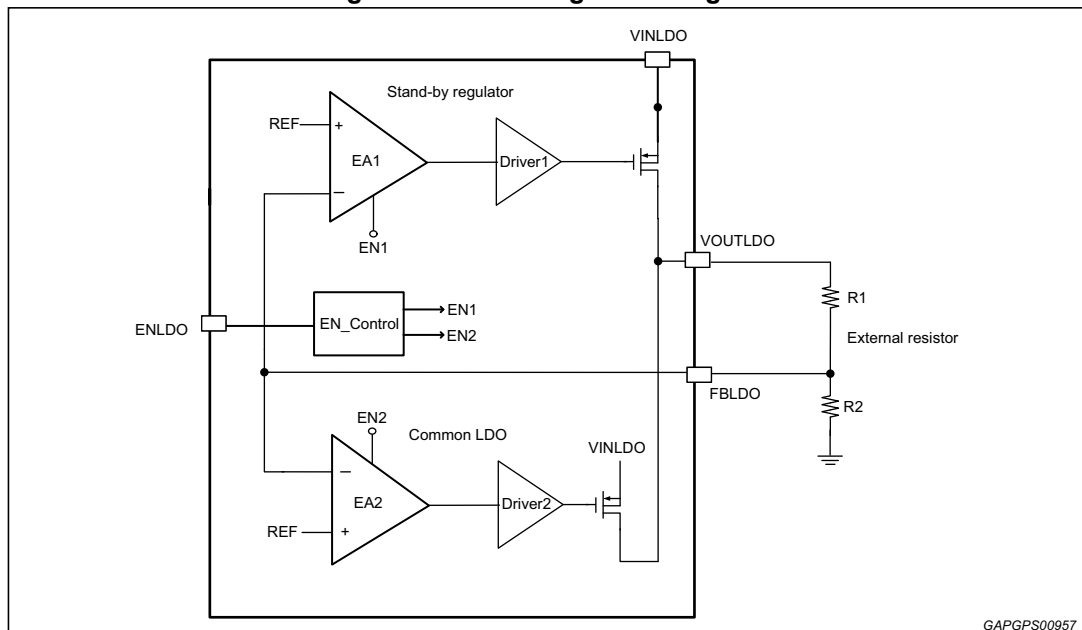 VINLDO
Stand-by regulator
REF
+
EA1
Driver1
−
EN1
VOUTLDO
R1
EN1
ENLDO
EN_Control
EN2
External resistor
FBLDO
R2
EN2
Common LDO
VINLDO
−
EA2
Driver2
REF
+
GAPGPS00957